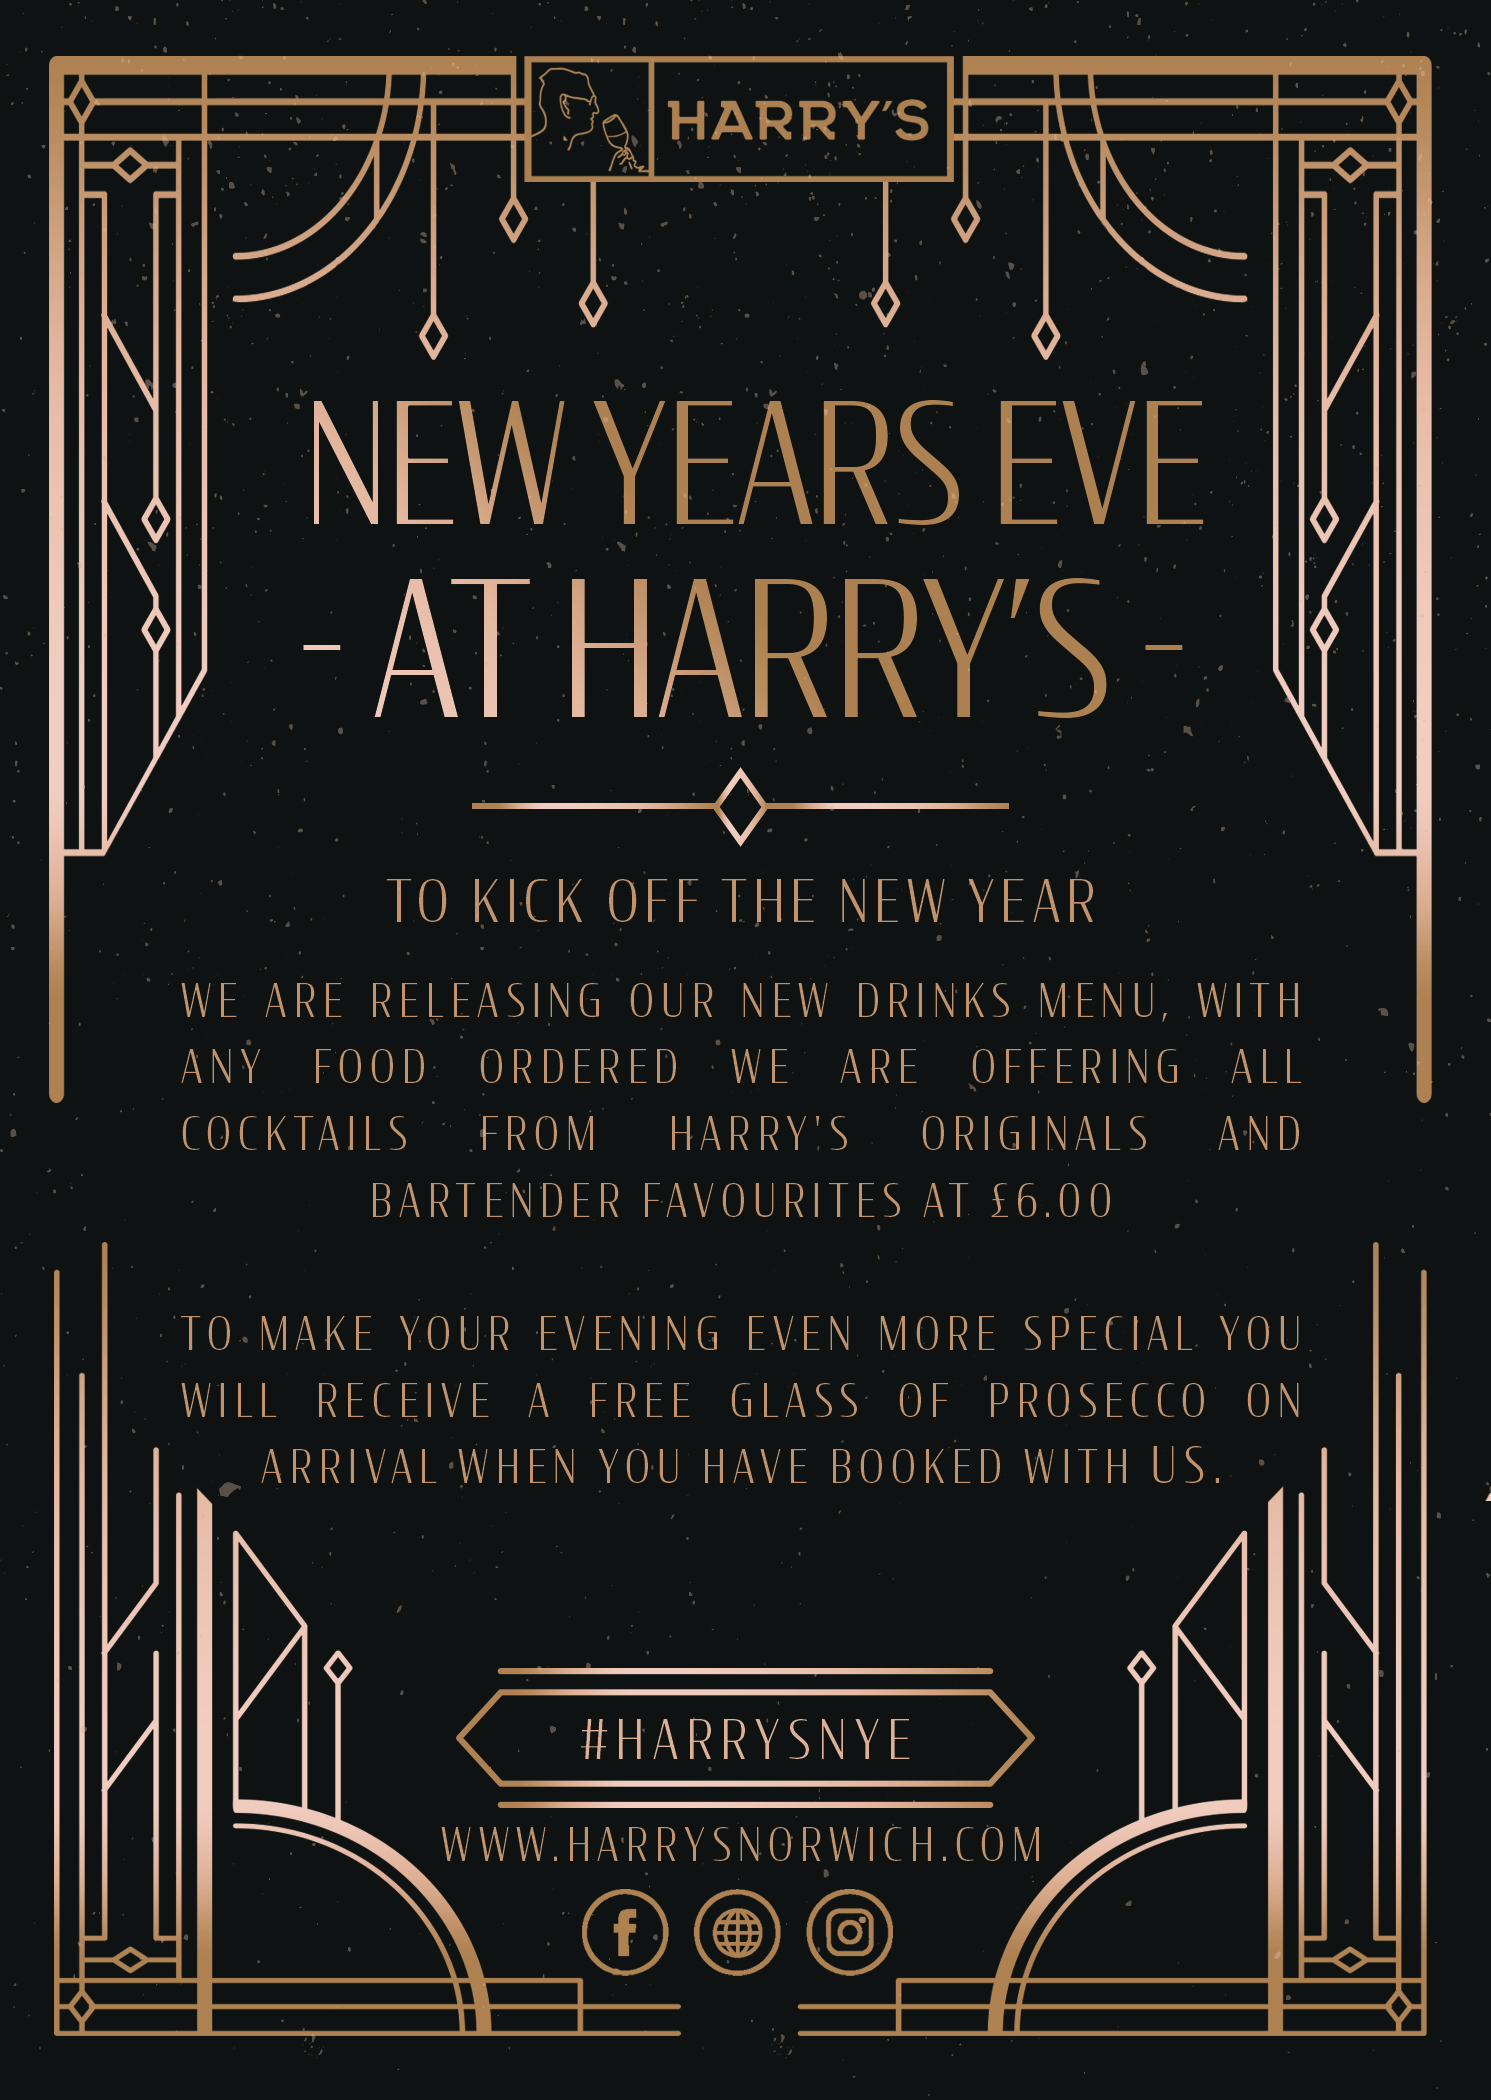 HARRY'S
NEW YEARS EVE
- AT HARRY'S -
TO KICK OFF THE NEW YEAR
WE ARE RELEASING OUR NEW DRINKS MENU, WITH
ANY FOOD ORDERED WE ARE OFFERING ALL
COCKTAILS FROM HARRY'S ORIGINALS AND
BARTENDER FAVOURITES AT £6.00
TO MAKE YOUR EVENING EVEN MORE SPECIAL YOU
WILL RECEIVE A FREE GLASS OF PROSECCO ON
ARRIVAL WHEN YOU HAVE BOOKED WITH US.
#HARRYSNYE
WWW.HARRYSNORWICH.COM